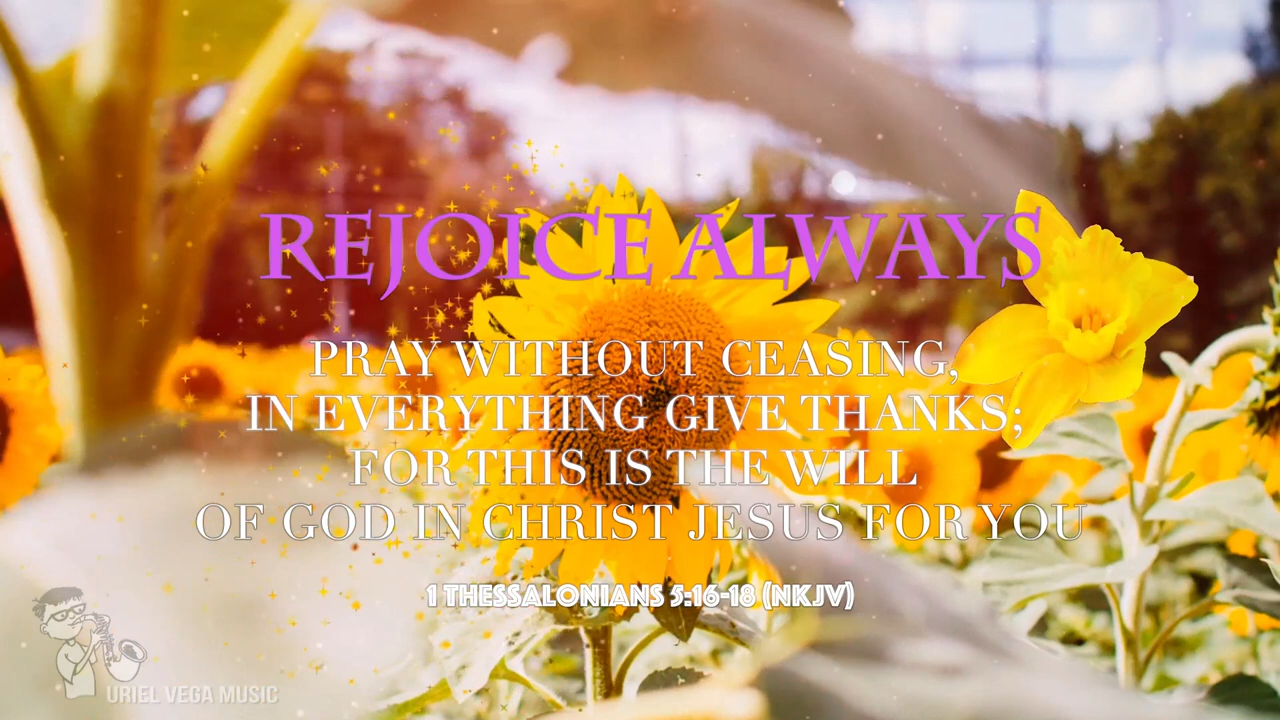 REJOICE ALWAYS
PRAY WITHOUT CEASING,
IN EVERYTHING GIVE THANKS;
FOR THIS IS THE WILL
OF GOD IN CHRIST JESUS FOR YOU
1 THESSALONIANS 5:16-18 (NKJV)
URIEL VEGA MUSIC